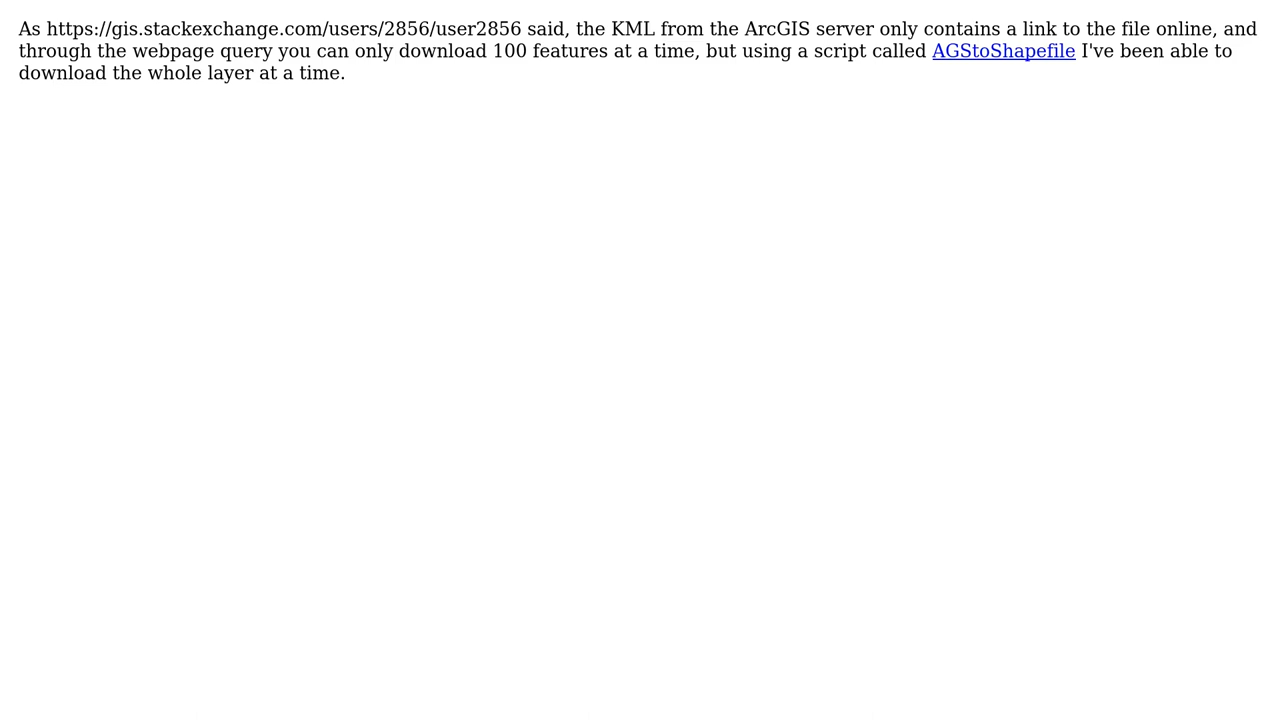 As https://gis.stackexchange.com/users/2856/user2856 said, the KML from the ArcGIS server only contains a link to the file online, and
through the webpage query you can only download 100 features at a time, but using a script called AGStoShapefile I've been able to
download the whole layer at a time.